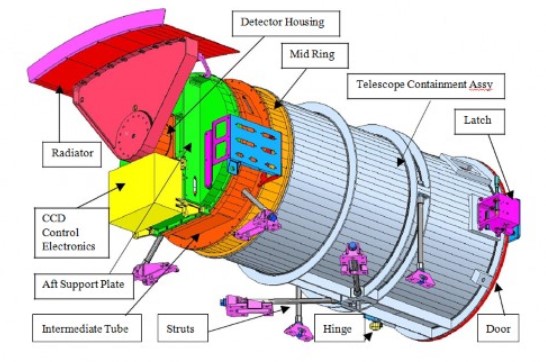 Detector Housing
Mid Ring
Telescope Containment Assy
Latch
Radiator
CCD
Control
Electronics
Aft Support Plate
Intermediate Tube
Struts
Hinge
Door